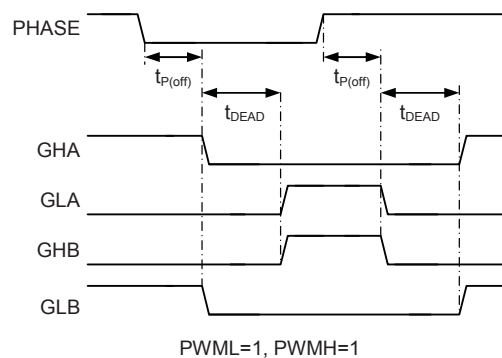 PHASE
tP(off) tP(off)
tDEAD tDEAD
GHA
GLA
GHB
GLB
PWML=1, PWMH=1